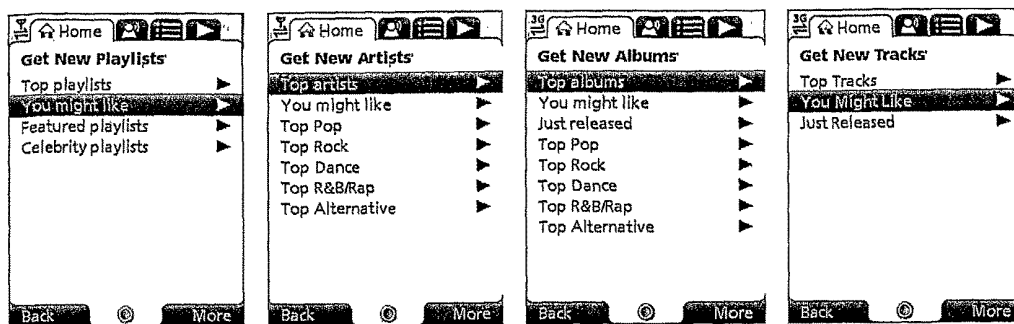 Home
Get New Playlists
Top playlists
You might like
Featured playlists
Celebrity playlists
Back More
Home
Get New Artists
Top artists
You might like
Top Pop
Top Rock
Top Dance
Top R&B/Rap
Top Alternative
Back More
3G Home
Get New Albums
Top albums
You might like
Just released
Top Pop
Top Rock
Top Dance
Top R&B/Rap
Top Alternative
Back More
3G Home
Get New Tracks
Top Tracks
You Might Like
Just Released
Back More